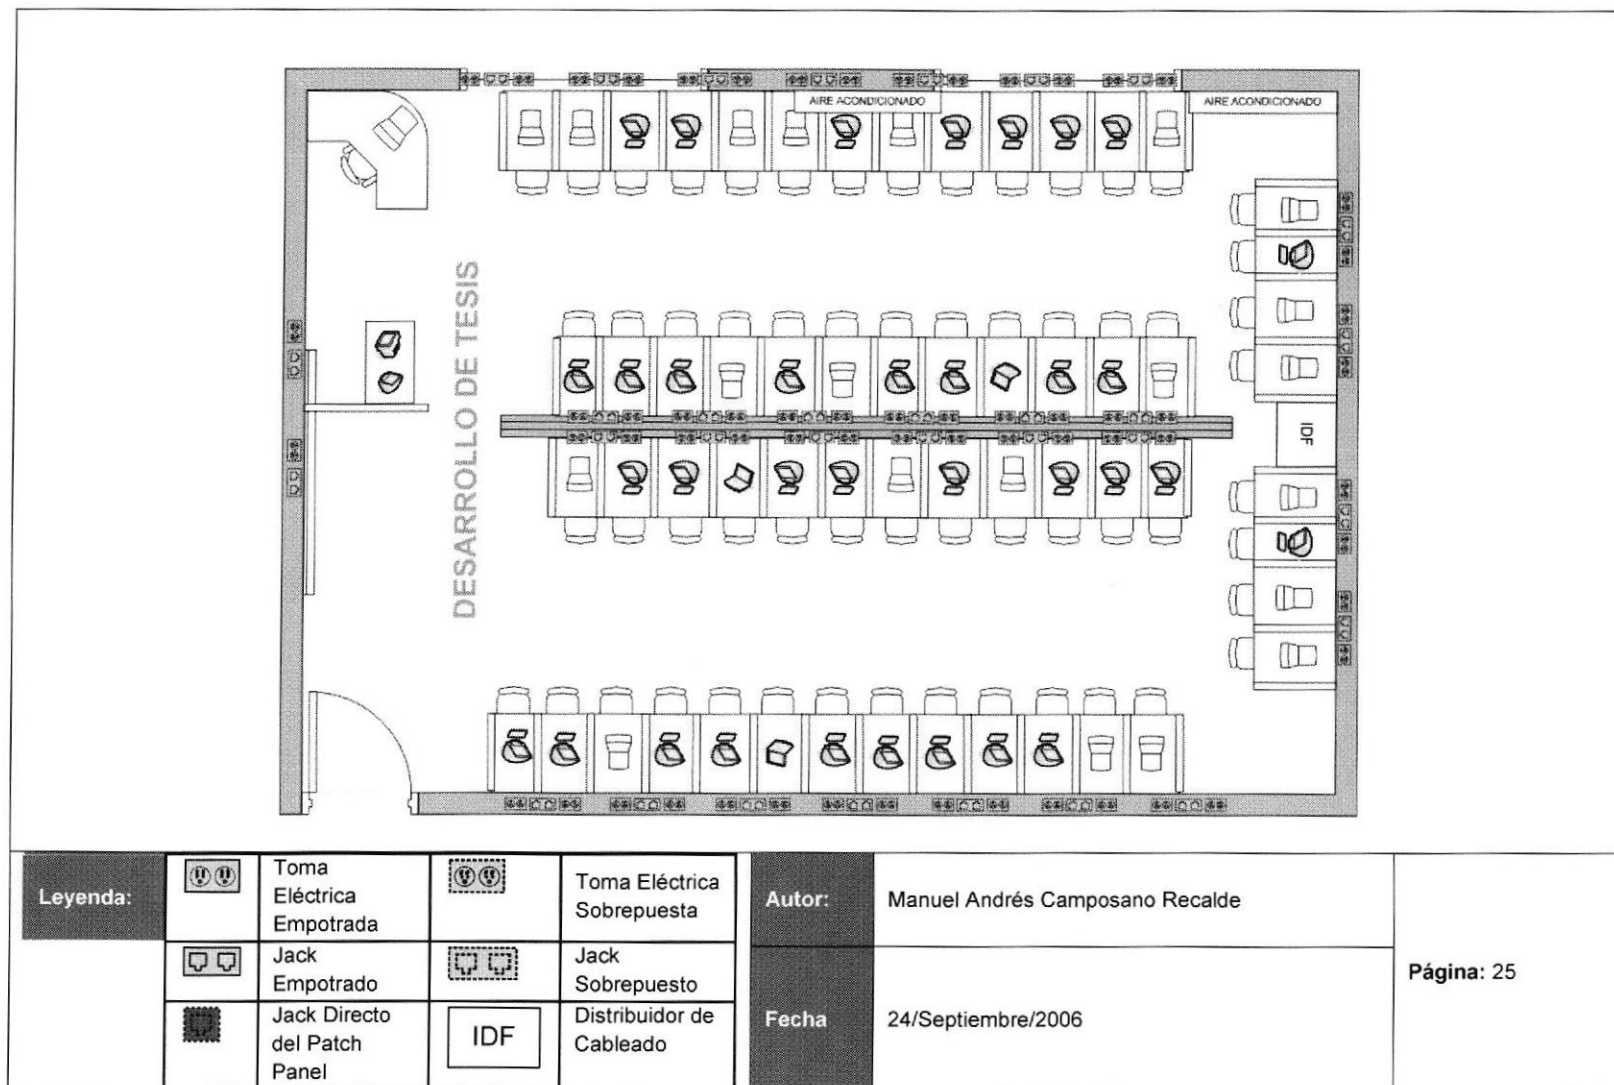 AIRE ACONDICIONADO
AIRE ACONDICIONADO
DESARROLLO DE TESIS
IDF
Leyenda:
Toma
Eléctrica
Empotrada
Toma Eléctrica
Sobrepuesta
Jack
Empotrado
Jack
Sobrepuesto
Jack Directo
del Patch
Panel
IDF
Distribuidor de
Cableado
Autor:
Manuel Andrés Camposano Recalde
Fecha
24/Septiembre/2006
Página: 25